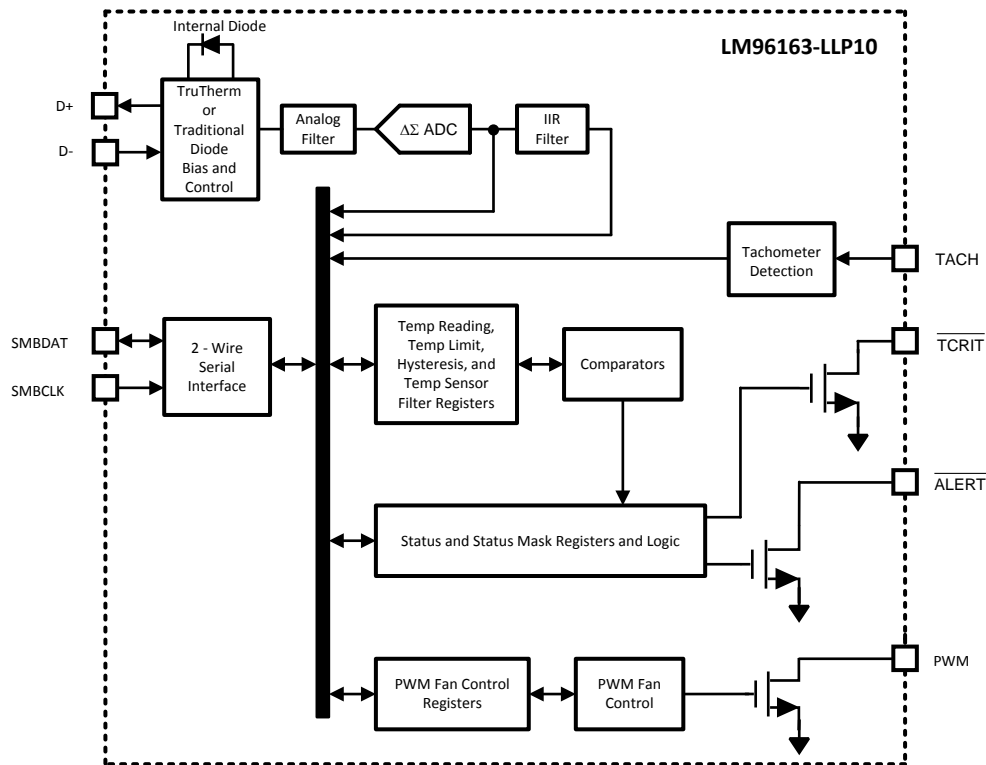 Internal Diode
LM96163-LLP10
D+
D-
TruTherm
or
Traditional
Diode
Bias and
Control
Analog
Filter
ΔΣ ADC
IIR
Filter
Tachometer
Detection
TACH
SMBDAT
SMBCLK
2 - Wire
Serial
Interface
Temp Reading,
Temp Limit,
Hysteresis, and
Temp Sensor
Filter Registers
Comparators
TCRIT
ALERT
Status and Status Mask Registers and Logic
PWM Fan Control
Registers
PWM Fan
Control
PWM